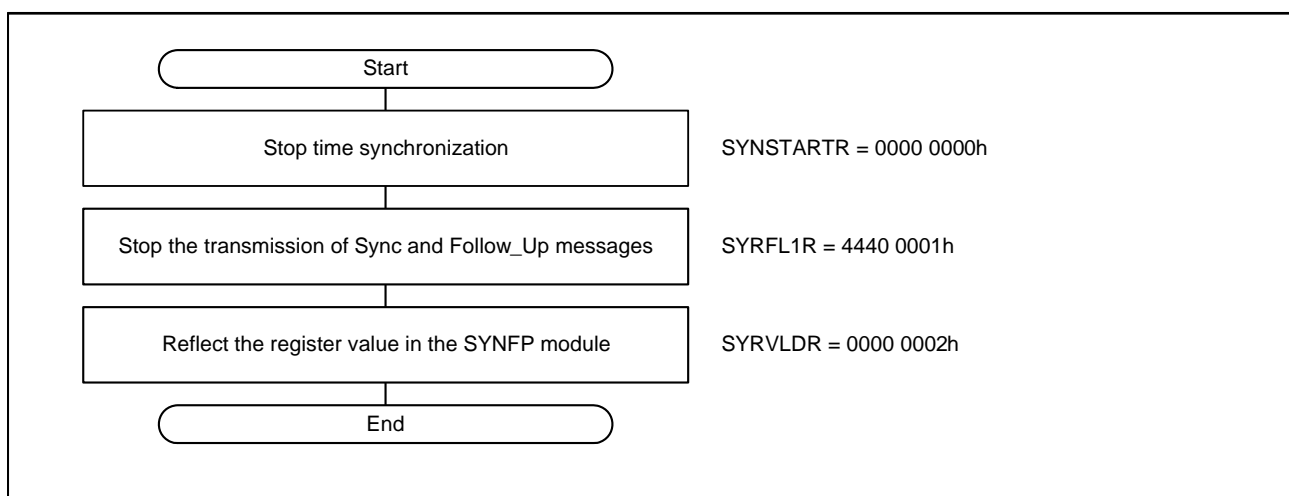 Start
Stop time synchronization
SYNSTARTR = 0000 0000h
Stop the transmission of Sync and Follow_Up messages
SYRFL1R = 4440 0001h
Reflect the register value in the SYNFP module
SYRVLDR = 0000 0002h
End